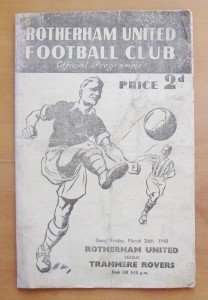 ROTHERHAM UNITED
FOOTBALL CLUB
Official Programme
PRICE 2d
Good Friday, March 26th, 1948
ROTHERHAM UNITED
VERSUS
TRANMERE ROVERS
Kick-Off 3.15 p.m.